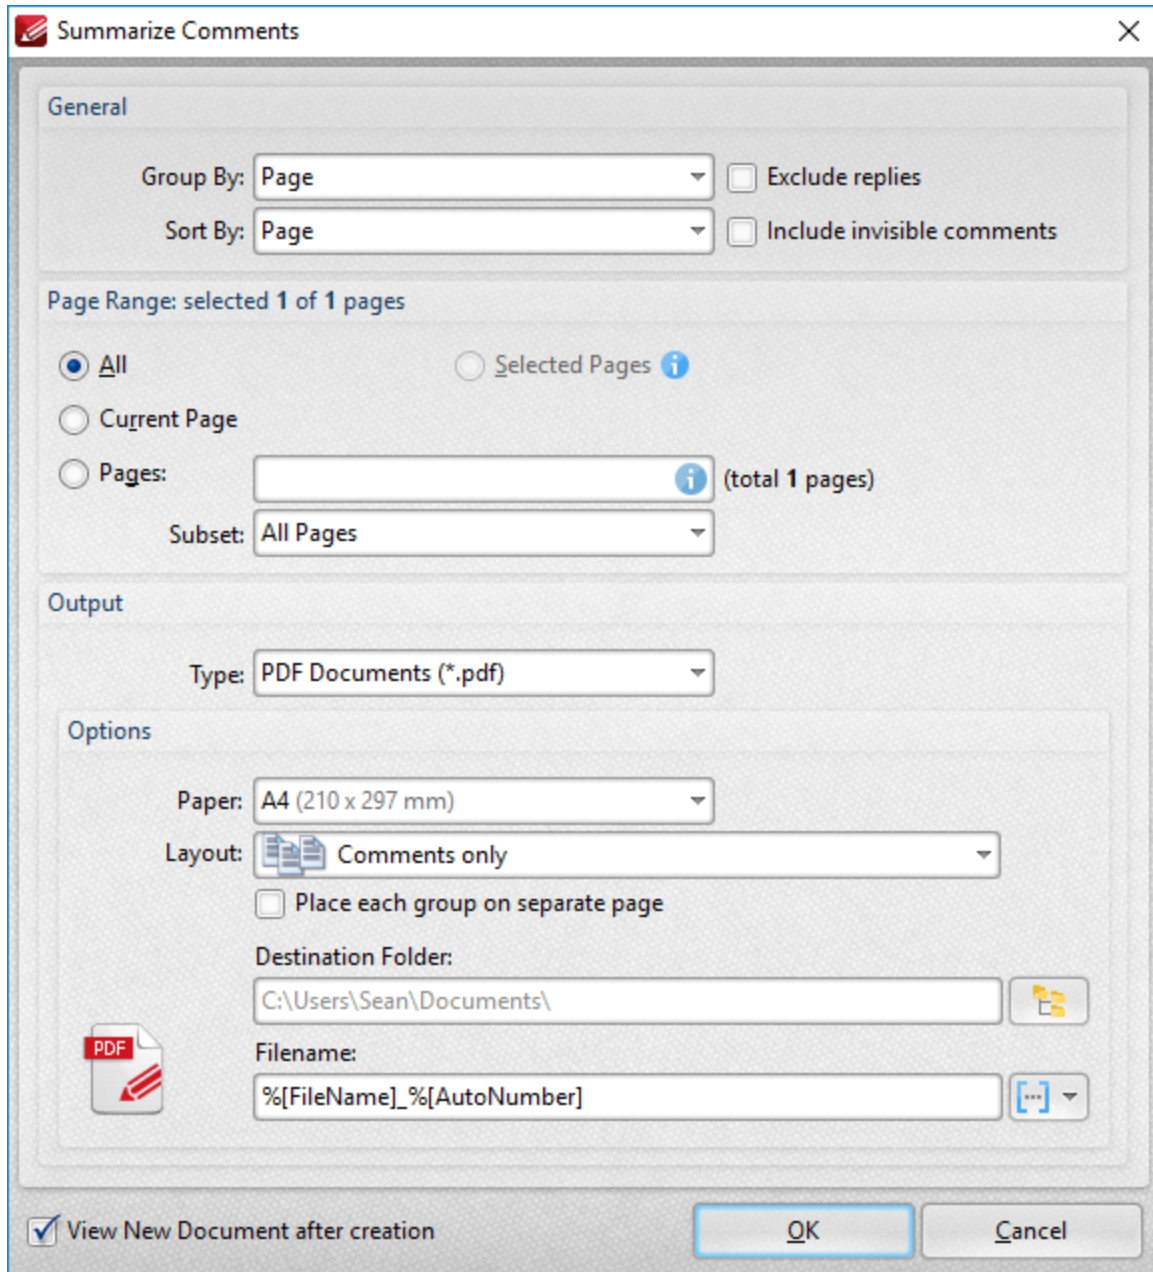 Summarize Comments
General
Group By: Page Exclude replies
Sort By: Page Include invisible comments
Page Range: selected 1 of 1 pages
All Selected Pages
Current Page
Pages: (total 1 pages)
Subset: All Pages
Output
Type: PDF Documents (*.pdf)
Options
Paper: A4 (210 x 297 mm)
Layout: Comments only
Place each group on separate page
Destination Folder:
C:\Users\Sean\Documents\
PDF
Filename:
%[FileName]_%[AutoNumber]
View New Document after creation OK Cancel